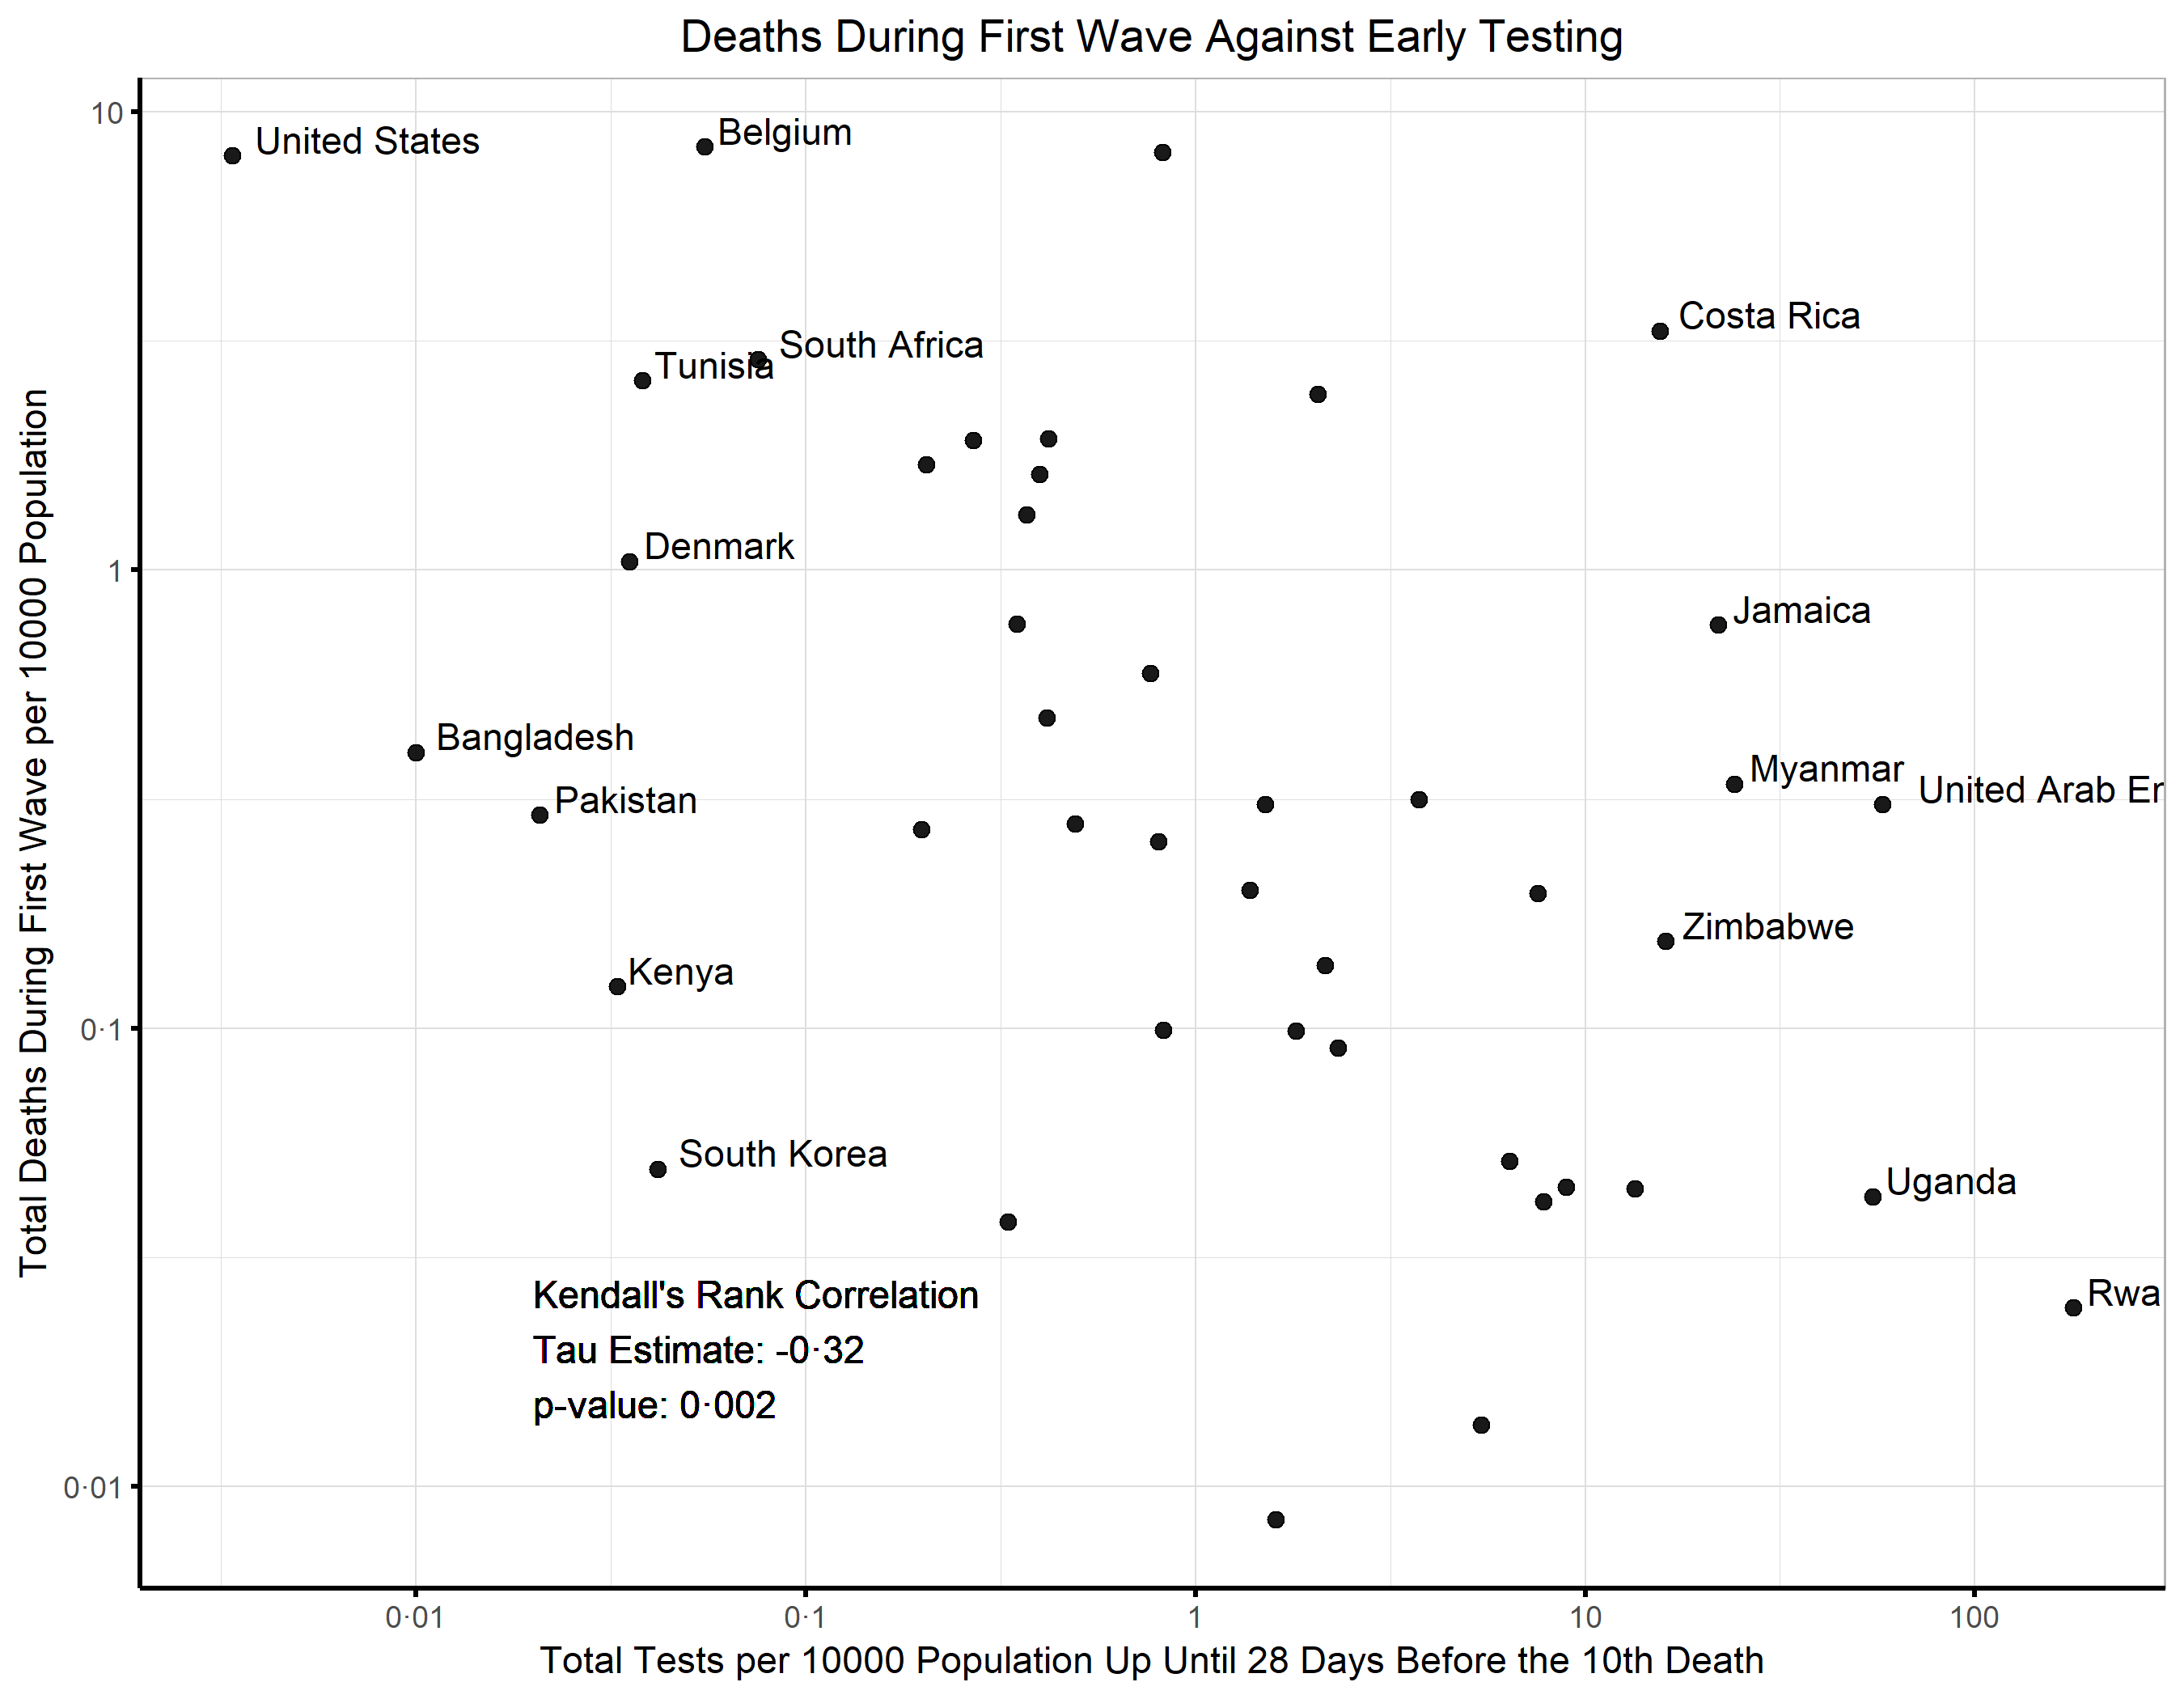 Deaths During First Wave Against Early Testing
Total Deaths During First Wave per 10000 Population
10
1
0·1
0·01
United States
Belgium
Costa Rica
South Africa
Tunisia
Denmark
Jamaica
Bangladesh
Myanmar
United Arab Er
Pakistan
Zimbabwe
Kenya
South Korea
Uganda
Rwa
Kendall's Rank Correlation
Tau Estimate: -0·32
p-value: 0·002
0·01
0·1
1
10
100
Total Tests per 10000 Population Up Until 28 Days Before the 10th Death